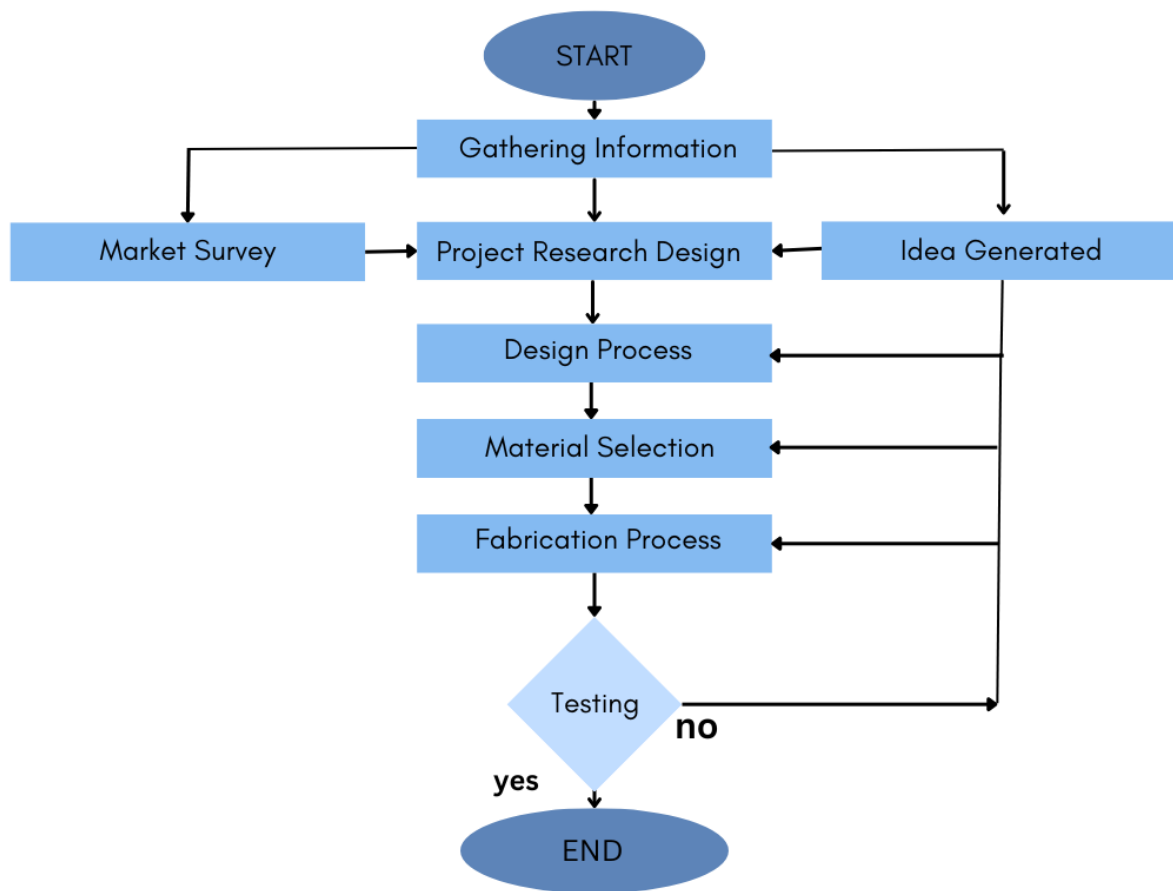 START
Gathering Information
Market Survey
Project Research Design
Idea Generated
Design Process
Material Selection
Fabrication Process
Testing
no
yes
END